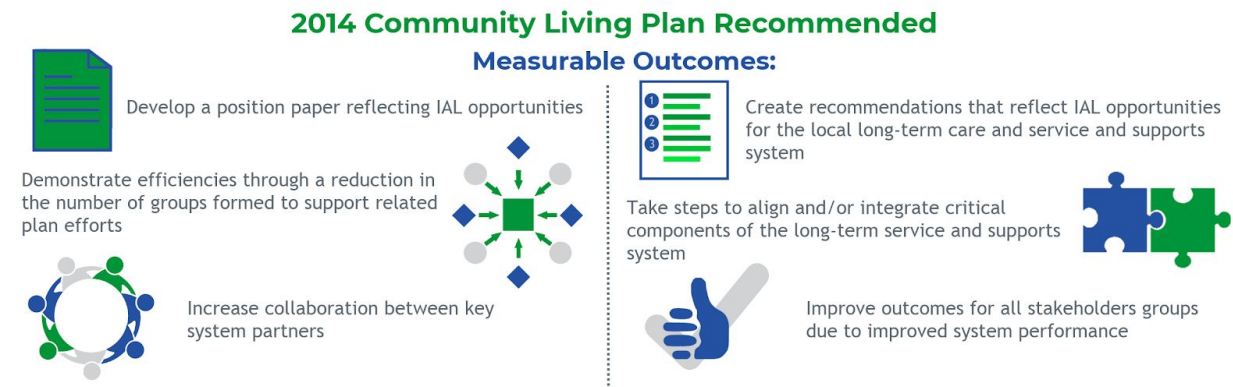 2014 Community Living Plan Recommended
Measurable Outcomes:
Develop a position paper reflecting IAL opportunities
Demonstrate efficiencies through a reduction in
the number of groups formed to support related
plan efforts
Increase collaboration between key
system partners
1
2
3
Create recommendations that reflect IAL opportunities
for the local long-term care and service and supports
system
Take steps to align and/or integrate critical
components of the long-term service and supports
system
Improve outcomes for all stakeholders groups
due to improved system performance